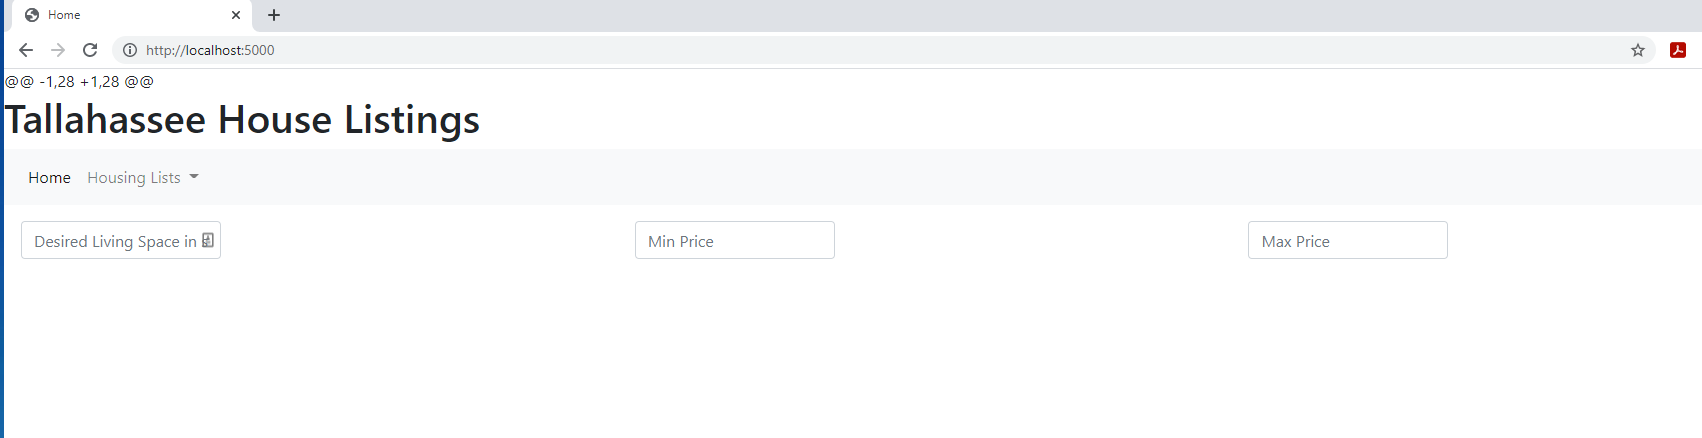 Home
http://localhost:5000
@@ -1,28 +1,28 @@
Tallahassee House Listings
Home Housing Lists
Desired Living Space in Min Price Max Price